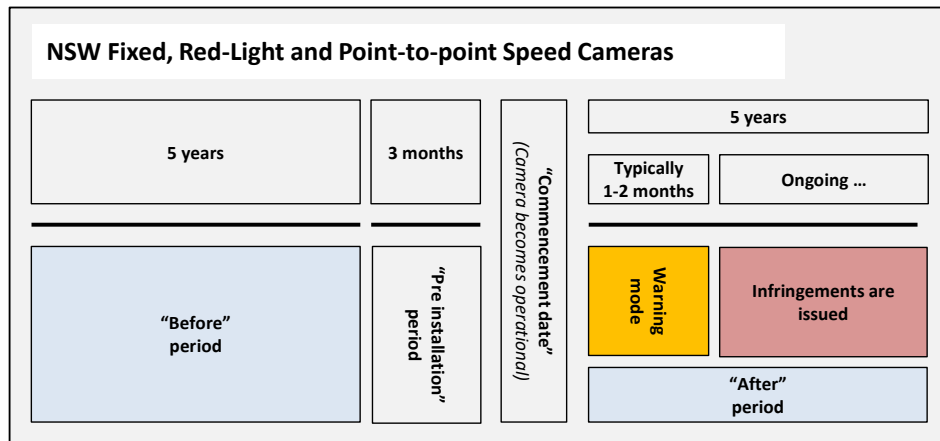 NSW Fixed, Red-Light and Point-to-point Speed Cameras
5 years
3 months
“Commencement date”
(Camera becomes operational)
5 years
Typically
1-2 months
Ongoing …
“Before”
period
“Pre installation”
period
Warning
mode
Infringements are
issued
“After”
period